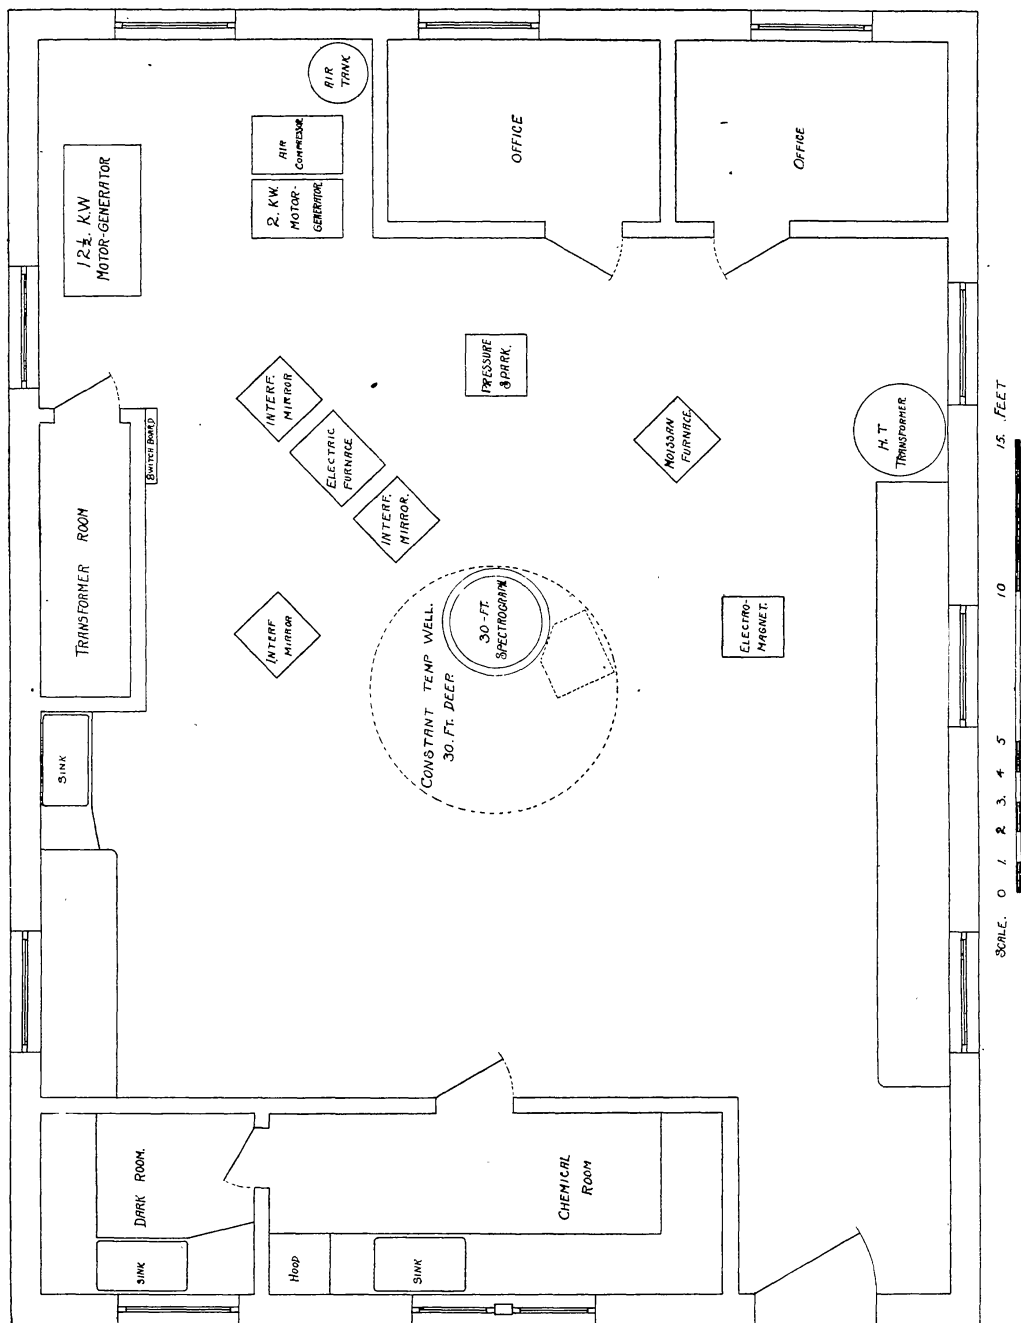 AIR
TANK
AIR
COMPRESSOR
2. KW.
MOTOR-
GENERATOR
12½. KW
MOTOR-GENERATOR
OFFICE
OFFICE
PRESSURE
SPARK.
INTERF.
MIRROR
ELECTRIC
FURNACE
INTERF.
MIRROR.
MOISSAN
FURNACE
H.T
TRANSFORMER
SWITCH BOARD
TRANSFORMER ROOM
INTERF
MIRROR
30-FT.
SPECTROGRAPH
CONSTANT TEMP WELL.
30. FT. DEEP.
ELECTRO-
MAGNET.
SINK
DARK ROOM.
SINK
HOOD
SINK
CHEMICAL
ROOM
SCALE. 0 1. 2 3. 4 5 10 15. FEET